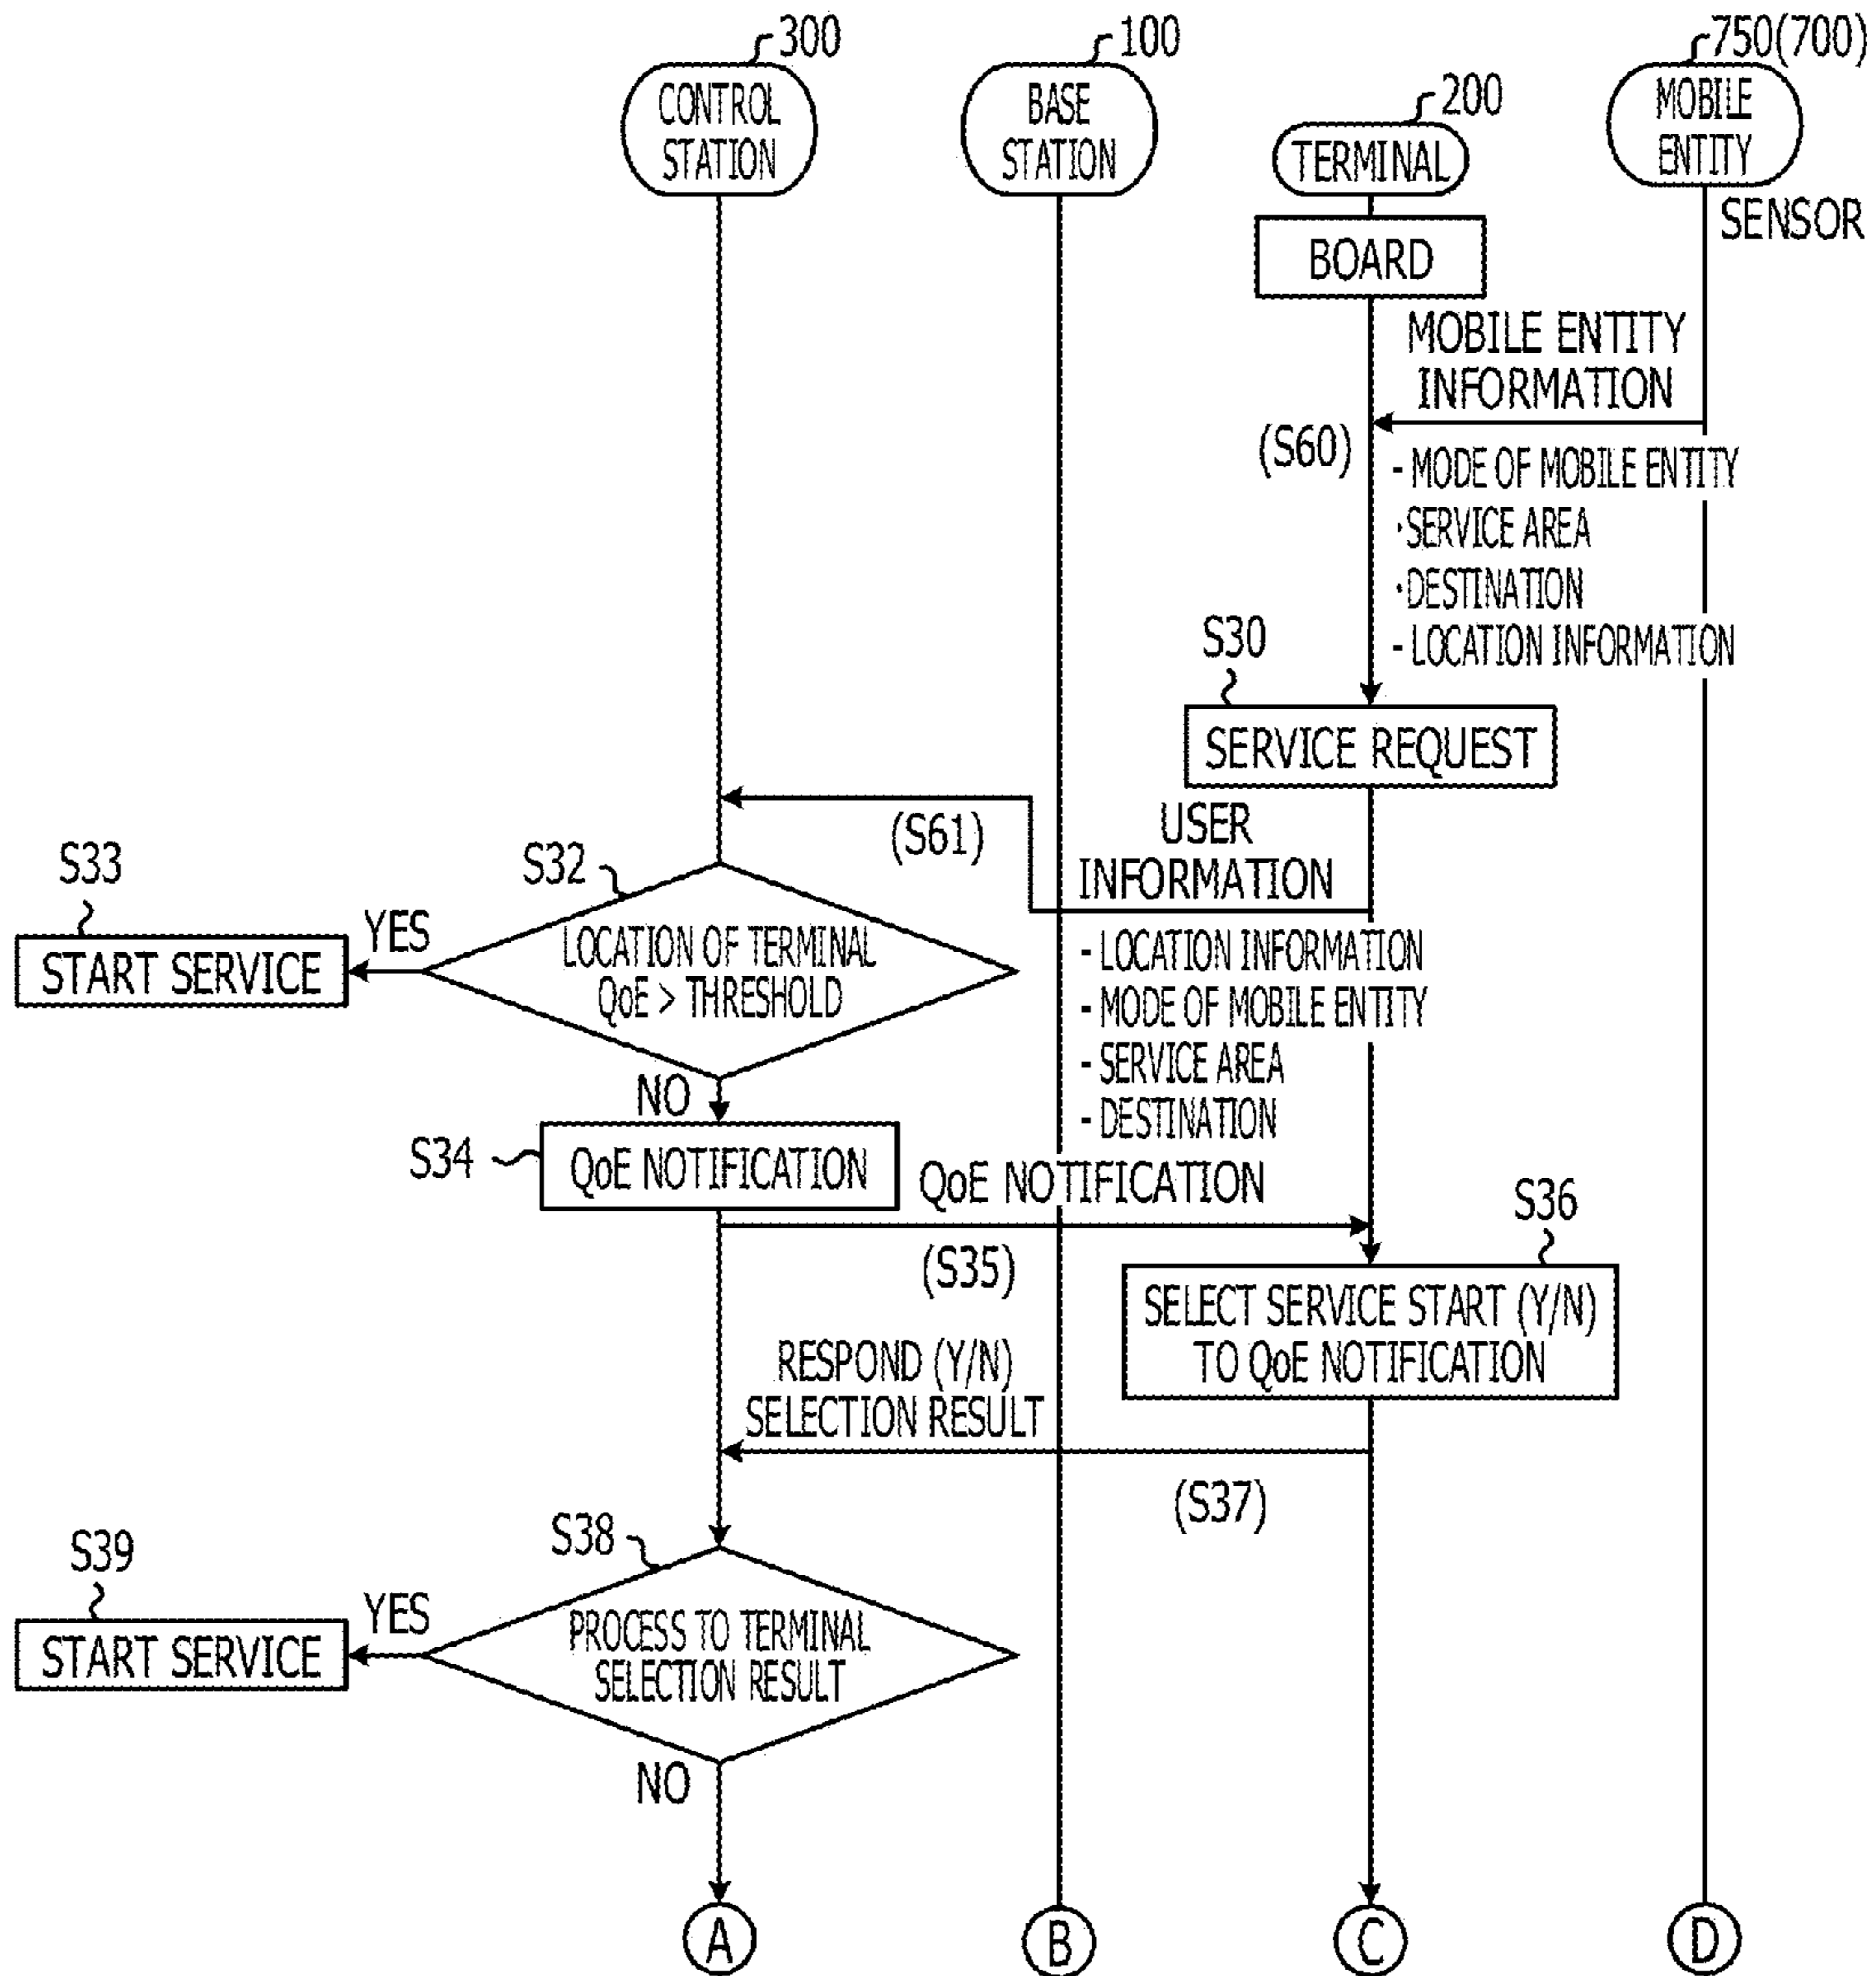 300
100
750(700)
CONTROL
STATION
BASE
STATION
200
TERMINAL
MOBILE
ENTITY
SENSOR
BOARD
MOBILE ENTITY
INFORMATION
(S60)
- MODE OF MOBILE ENTITY
·SERVICE AREA
·DESTINATION
- LOCATION INFORMATION
S30
SERVICE REQUEST
(S61)
USER
INFORMATION
S33
S32
YES
START SERVICE
LOCATION OF TERMINAL
QoE > THRESHOLD
- LOCATION INFORMATION
- MODE OF MOBILE ENTITY
- SERVICE AREA
- DESTINATION
NO
S34
QoE NOTIFICATION
QoE NOTIFICATION
(S35)
S36
SELECT SERVICE START (Y/N)
TO QoE NOTIFICATION
RESPOND (Y/N)
SELECTION RESULT
(S37)
S39
S38
YES
START SERVICE
PROCESS TO TERMINAL
SELECTION RESULT
NO
A
B
C
D